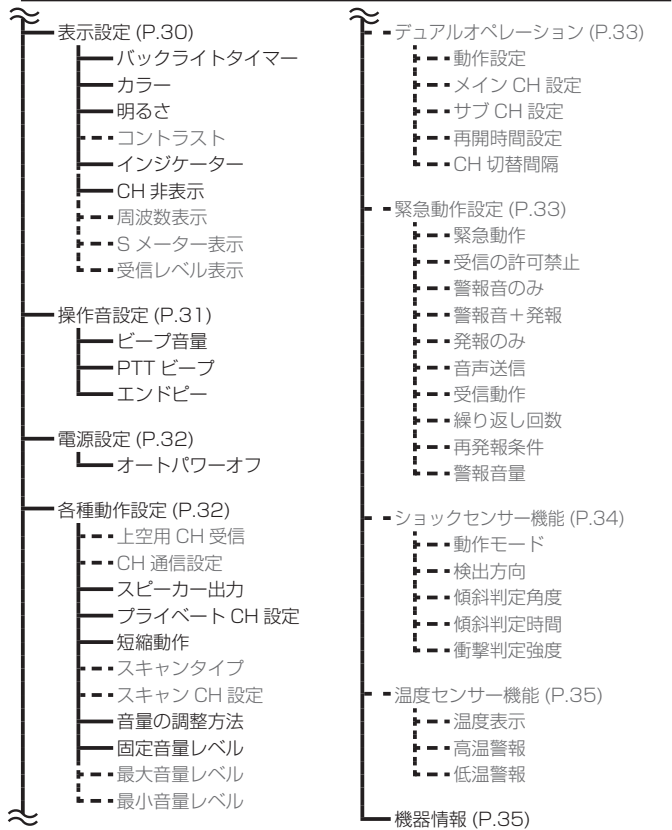 表示設定 (P.30)
バックライトタイマー
カラー
明るさ
コントラスト
インジケーター
CH 非表示
周波数表示
S メーター表示
受信レベル表示
操作音設定 (P.31)
ビープ音量
PTT ビープ
エンドピー
電源設定 (P.32)
オートパワーオフ
各種動作設定 (P.32)
上空用 CH 受信
CH 通信設定
スピーカー出力
プライベート CH 設定
短縮動作
スキャンタイプ
スキャン CH 設定
音量の調整方法
固定音量レベル
最大音量レベル
最小音量レベル
デュアルオペレーション (P.33)
動作設定
メイン CH 設定
サブ CH 設定
再開時間設定
CH 切替間隔
緊急動作設定 (P.33)
緊急動作
受信の許可禁止
警報音のみ
警報音＋発報
発報のみ
音声送信
受信動作
繰り返し回数
再発報条件
警報音量
ショックセンサー機能 (P.34)
動作モード
検出方向
傾斜判定角度
傾斜判定時間
衝撃判定強度
温度センサー機能 (P.35)
温度表示
高温警報
低温警報
機器情報 (P.35)